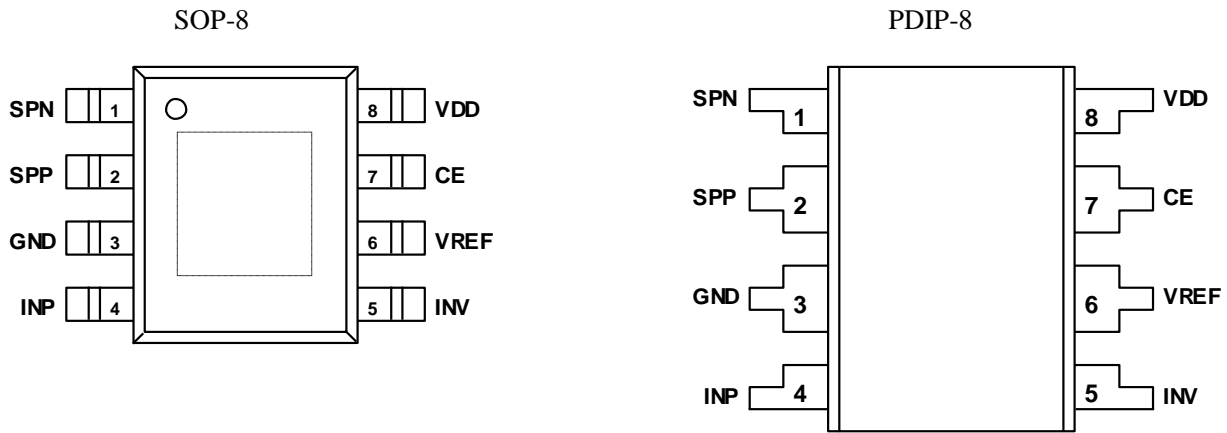 SOP-8
SPN 1 8 VDD
SPP 2 7 CE
GND 3 6 VREF
INP 4 5 INV
PDIP-8
SPN 1 8 VDD
SPP 2 7 CE
GND 3 6 VREF
INP 4 5 INV